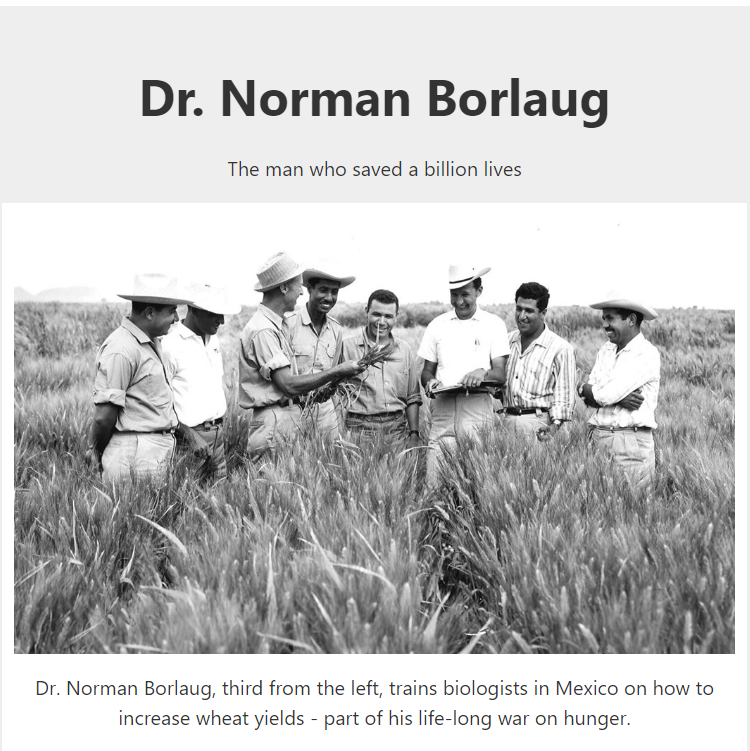 Dr. Norman Borlaug
The man who saved a billion lives
Dr. Norman Borlaug, third from the left, trains biologists in Mexico on how to
increase wheat yields - part of his life-long war on hunger.